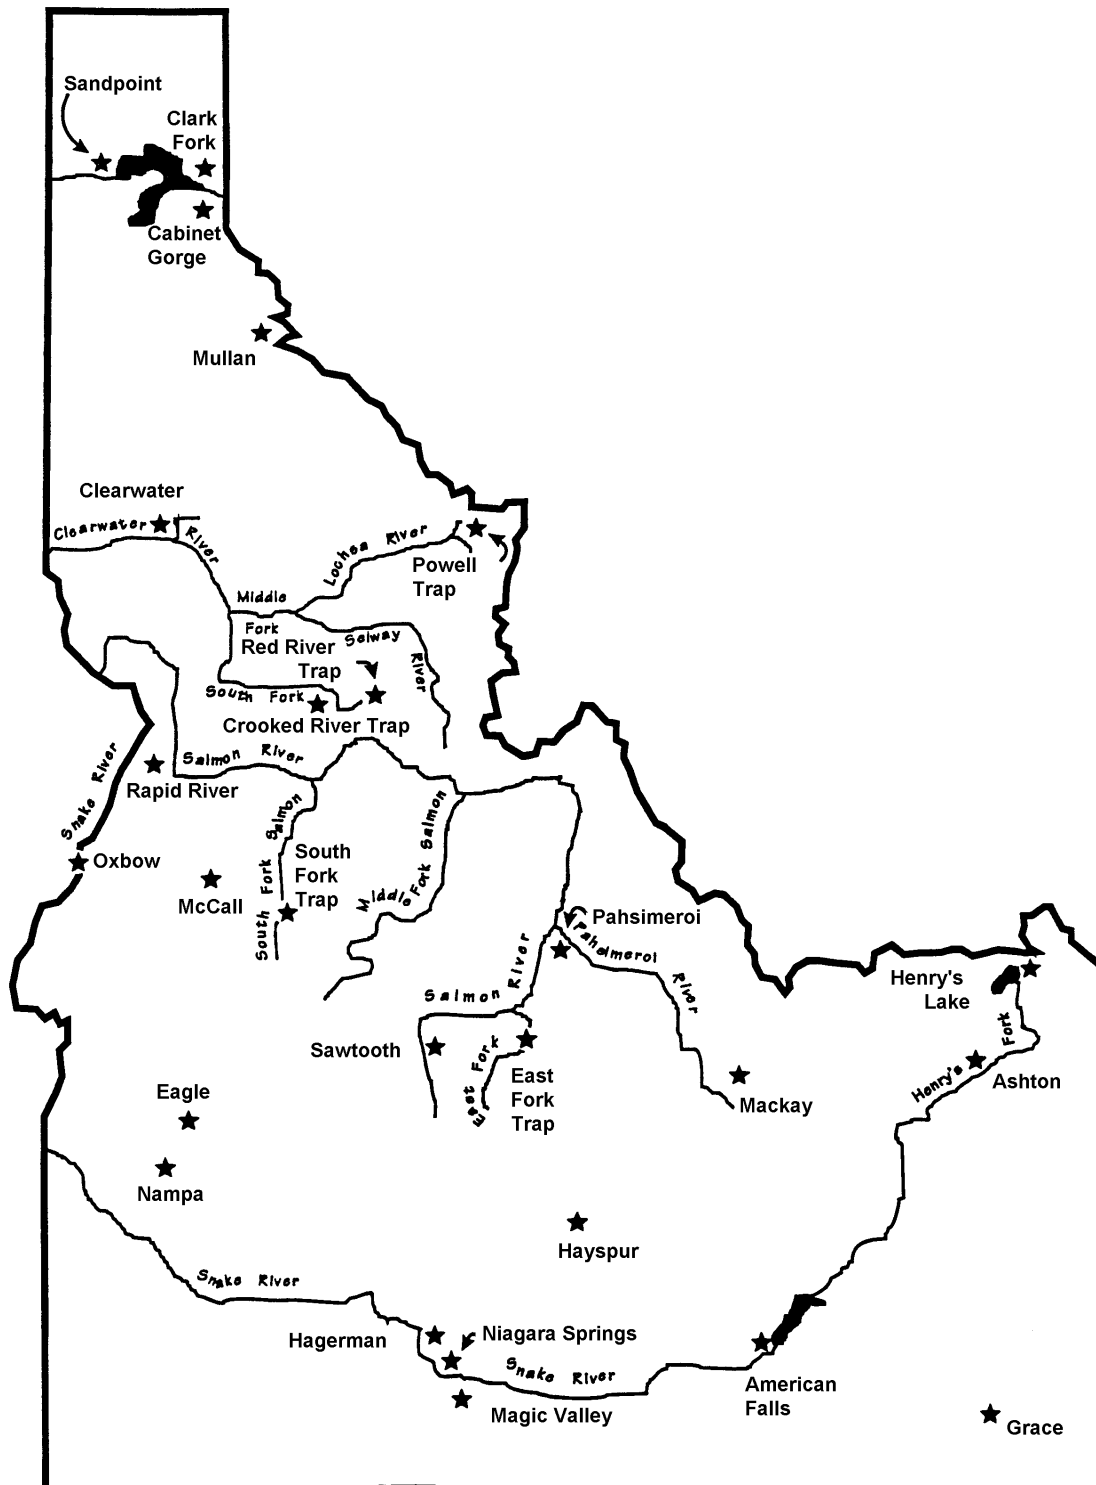 Sandpoint
Clark
Fork
Cabinet
Gorge
Mullan
Clearwater
Clearwater River
Lochsa River
Powell
Trap
Middle
Fork
Selway River
Red River
Trap
South Fork
Crooked River Trap
Salmon River
Snake River
Rapid River
Oxbow
McCall
South Fork Salmon
South
Fork
Trap
Middle Fork Salmon
Pahsimeroi
Pahsimeroi River
Salmon River
Henry's
Lake
Henry's Fork
Ashton
Sawtooth
East Fork
East
Fork
Trap
Mackay
Eagle
Nampa
Hayspur
Snake River
Hagerman
Niagara Springs
Snake River
Magic Valley
American
Falls
Grace